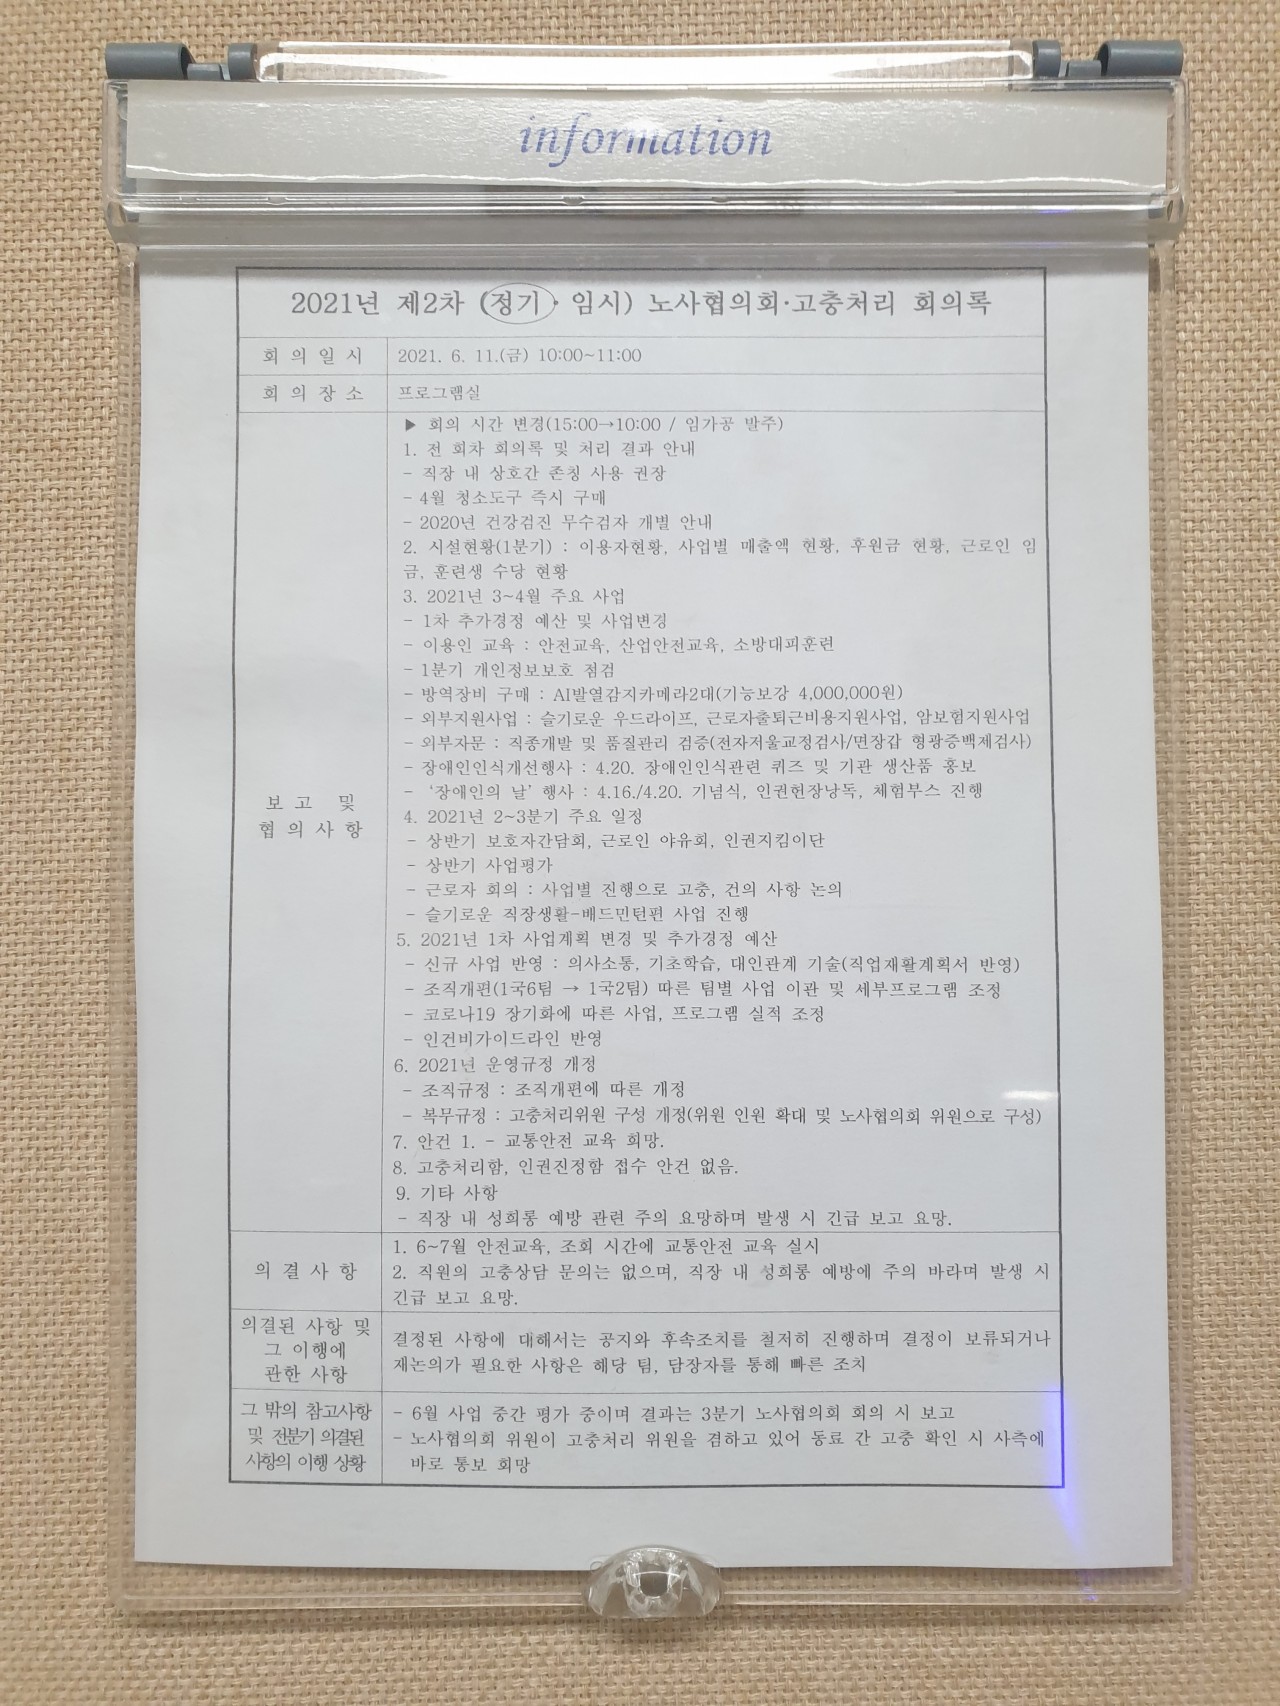 information
2021년 제2차 (정기·임시) 노사협의회·고충처리 회의록
회 의 일 시
2021. 6. 11.(금) 10:00~11:00
회 의 장 소
프로그램실
보 고 및
협 의 사 항
▶ 회의 시간 변경(15:00→10:00 / 임가공 발주)
1. 전 회차 회의록 및 처리 결과 안내
- 직장 내 상호간 존칭 사용 권장
- 4월 청소도구 즉시 구매
- 2020년 건강검진 무수검자 개별 안내
2. 시설현황(1분기) : 이용자현황, 사업별 매출액 현황, 후원금 현황, 근로인 임
금, 훈련생 수당 현황
3. 2021년 3~4월 주요 사업
- 1차 추가경정 예산 및 사업변경
- 이용인 교육 : 안전교육, 산업안전교육, 소방대피훈련
- 1분기 개인정보보호 점검
- 방역장비 구매 : AI발열감지카메라2대(기능보강 4,000,000원)
- 외부지원사업 : 슬기로운 우드라이프, 근로자출퇴근비용지원사업, 암보험지원사업
- 외부자문 : 직종개발 및 품질관리 검증(전자저울교정검사/면장갑 형광증백제검사)
- 장애인인식개선행사 : 4.20. 장애인인식관련 퀴즈 및 기관 생산품 홍보
- ‘장애인의 날’ 행사 : 4.16./4.20. 기념식, 인권헌장낭독, 체험부스 진행
4. 2021년 2~3분기 주요 일정
- 상반기 보호자간담회, 근로인 야유회, 인권지킴이단
- 상반기 사업평가
- 근로자 회의 : 사업별 진행으로 고충, 건의 사항 논의
- 슬기로운 직장생활-배드민턴편 사업 진행
5. 2021년 1차 사업계획 변경 및 추가경정 예산
- 신규 사업 반영 : 의사소통, 기초학습, 대인관계 기술(직업재활계획서 반영)
- 조직개편(1국6팀 → 1국2팀) 따른 팀별 사업 이관 및 세부프로그램 조정
- 코로나19 장기화에 따른 사업, 프로그램 실적 조정
- 인건비가이드라인 반영
6. 2021년 운영규정 개정
- 조직규정 : 조직개편에 따른 개정
- 복무규정 : 고충처리위원 구성 개정(위원 인원 확대 및 노사협의회 위원으로 구성)
7. 안건 1. - 교통안전 교육 희망.
8. 고충처리함, 인권진정함 접수 안건 없음.
9. 기타 사항
- 직장 내 성희롱 예방 관련 주의 요망하며 발생 시 긴급 보고 요망.
의 결 사 항
1. 6~7월 안전교육, 조회 시간에 교통안전 교육 실시
2. 직원의 고충상담 문의는 없으며, 직장 내 성희롱 예방에 주의 바라며 발생 시
긴급 보고 요망.
의결된 사항 및
그 이행에
관한 사항
결정된 사항에 대해서는 공지와 후속조치를 철저히 진행하며 결정이 보류되거나
재논의가 필요한 사항은 해당 팀, 담장자를 통해 빠른 조치
그 밖의 참고사항
및 전분기 의결된
사항의 이행 상황
- 6월 사업 중간 평가 중이며 결과는 3분기 노사협의회 회의 시 보고
- 노사협의회 위원이 고충처리 위원을 겸하고 있어 동료 간 고충 확인 시 사측에
바로 통보 희망